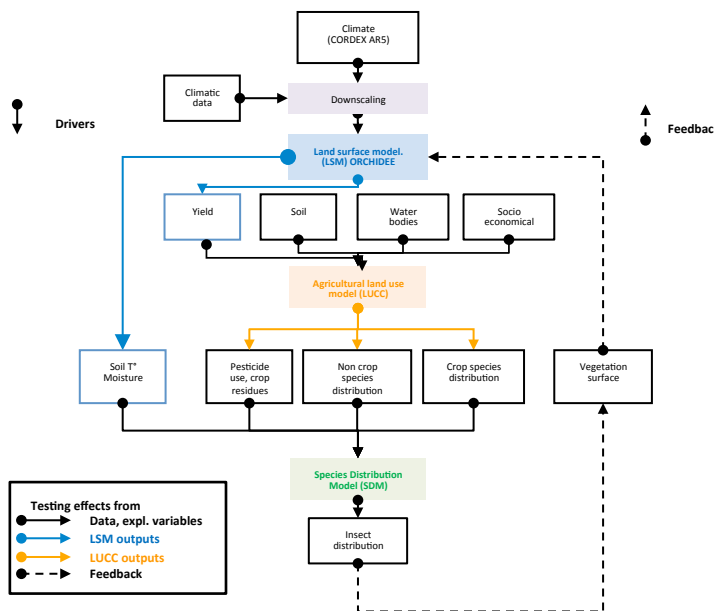 Climate
(CORDEX AR5)
Climatic
data
Downscaling
Drivers
Feedbac
Land surface model.
(LSM) ORCHIDEE
Yield
Soil
Water
bodies
Socio
economical
Agricultural land use
model (LUCC)
Soil T°
Moisture
Pesticide
use, crop
residues
Non crop
species
distribution
Crop species
distribution
Vegetation
surface
Species Distribution
Model (SDM)
Insect
distribution
Testing effects from
Data, expl. variables
LSM outputs
LUCC outputs
Feedback